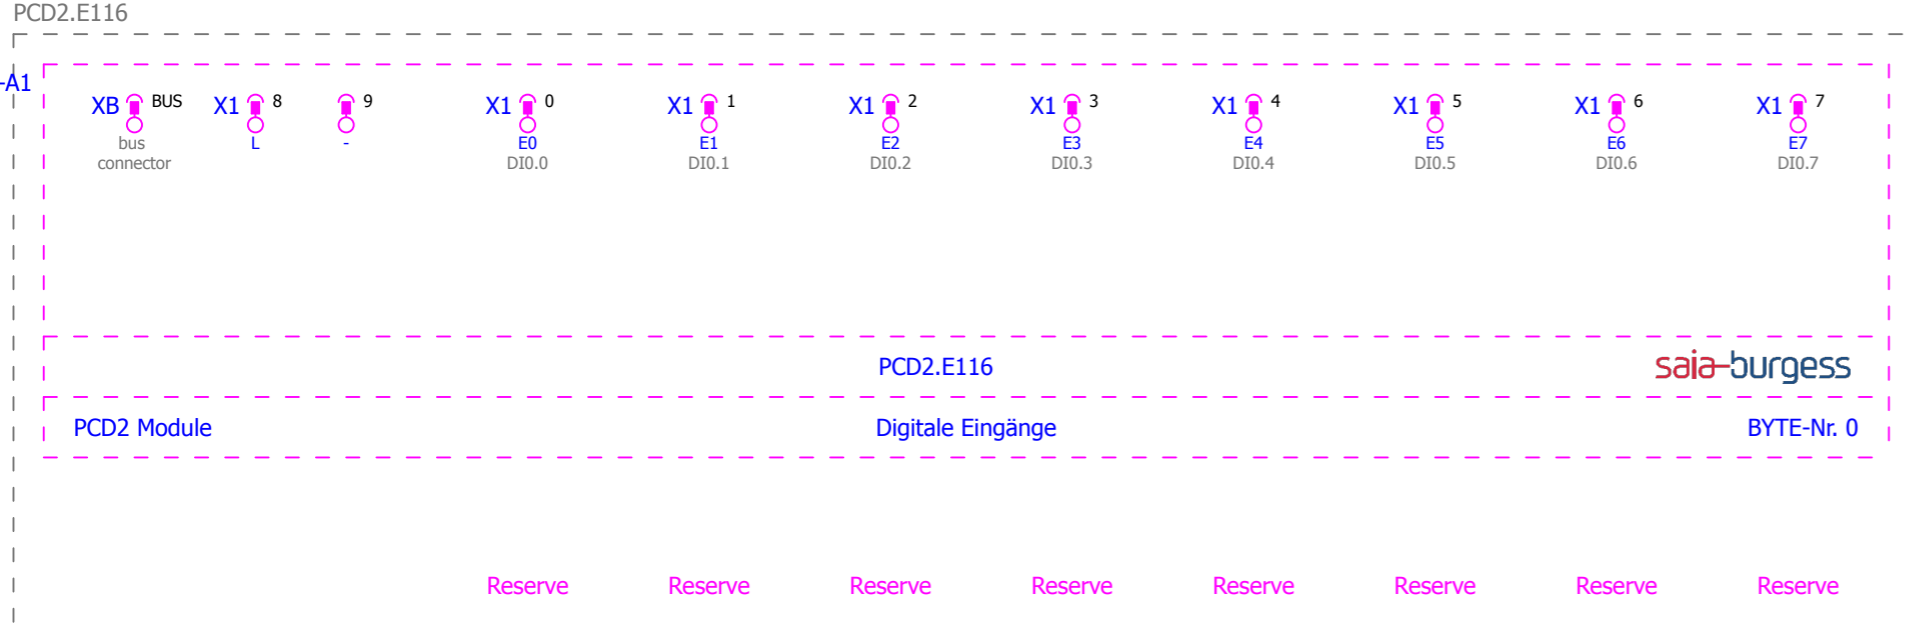 PCD2.E116
-A1
XB BUS X1 8 9 X1 0 X1 1 X1 2 X1 3 X1 4 X1 5 X1 6 X1 7
bus L - E0 E1 E2 E3 E4 E5 E6 E7
connector DI0.0 DI0.1 DI0.2 DI0.3 DI0.4 DI0.5 DI0.6 DI0.7
PCD2.E116 saia-burgess
PCD2 Module Digitale Eingänge BYTE-Nr. 0
Reserve Reserve Reserve Reserve Reserve Reserve Reserve Reserve